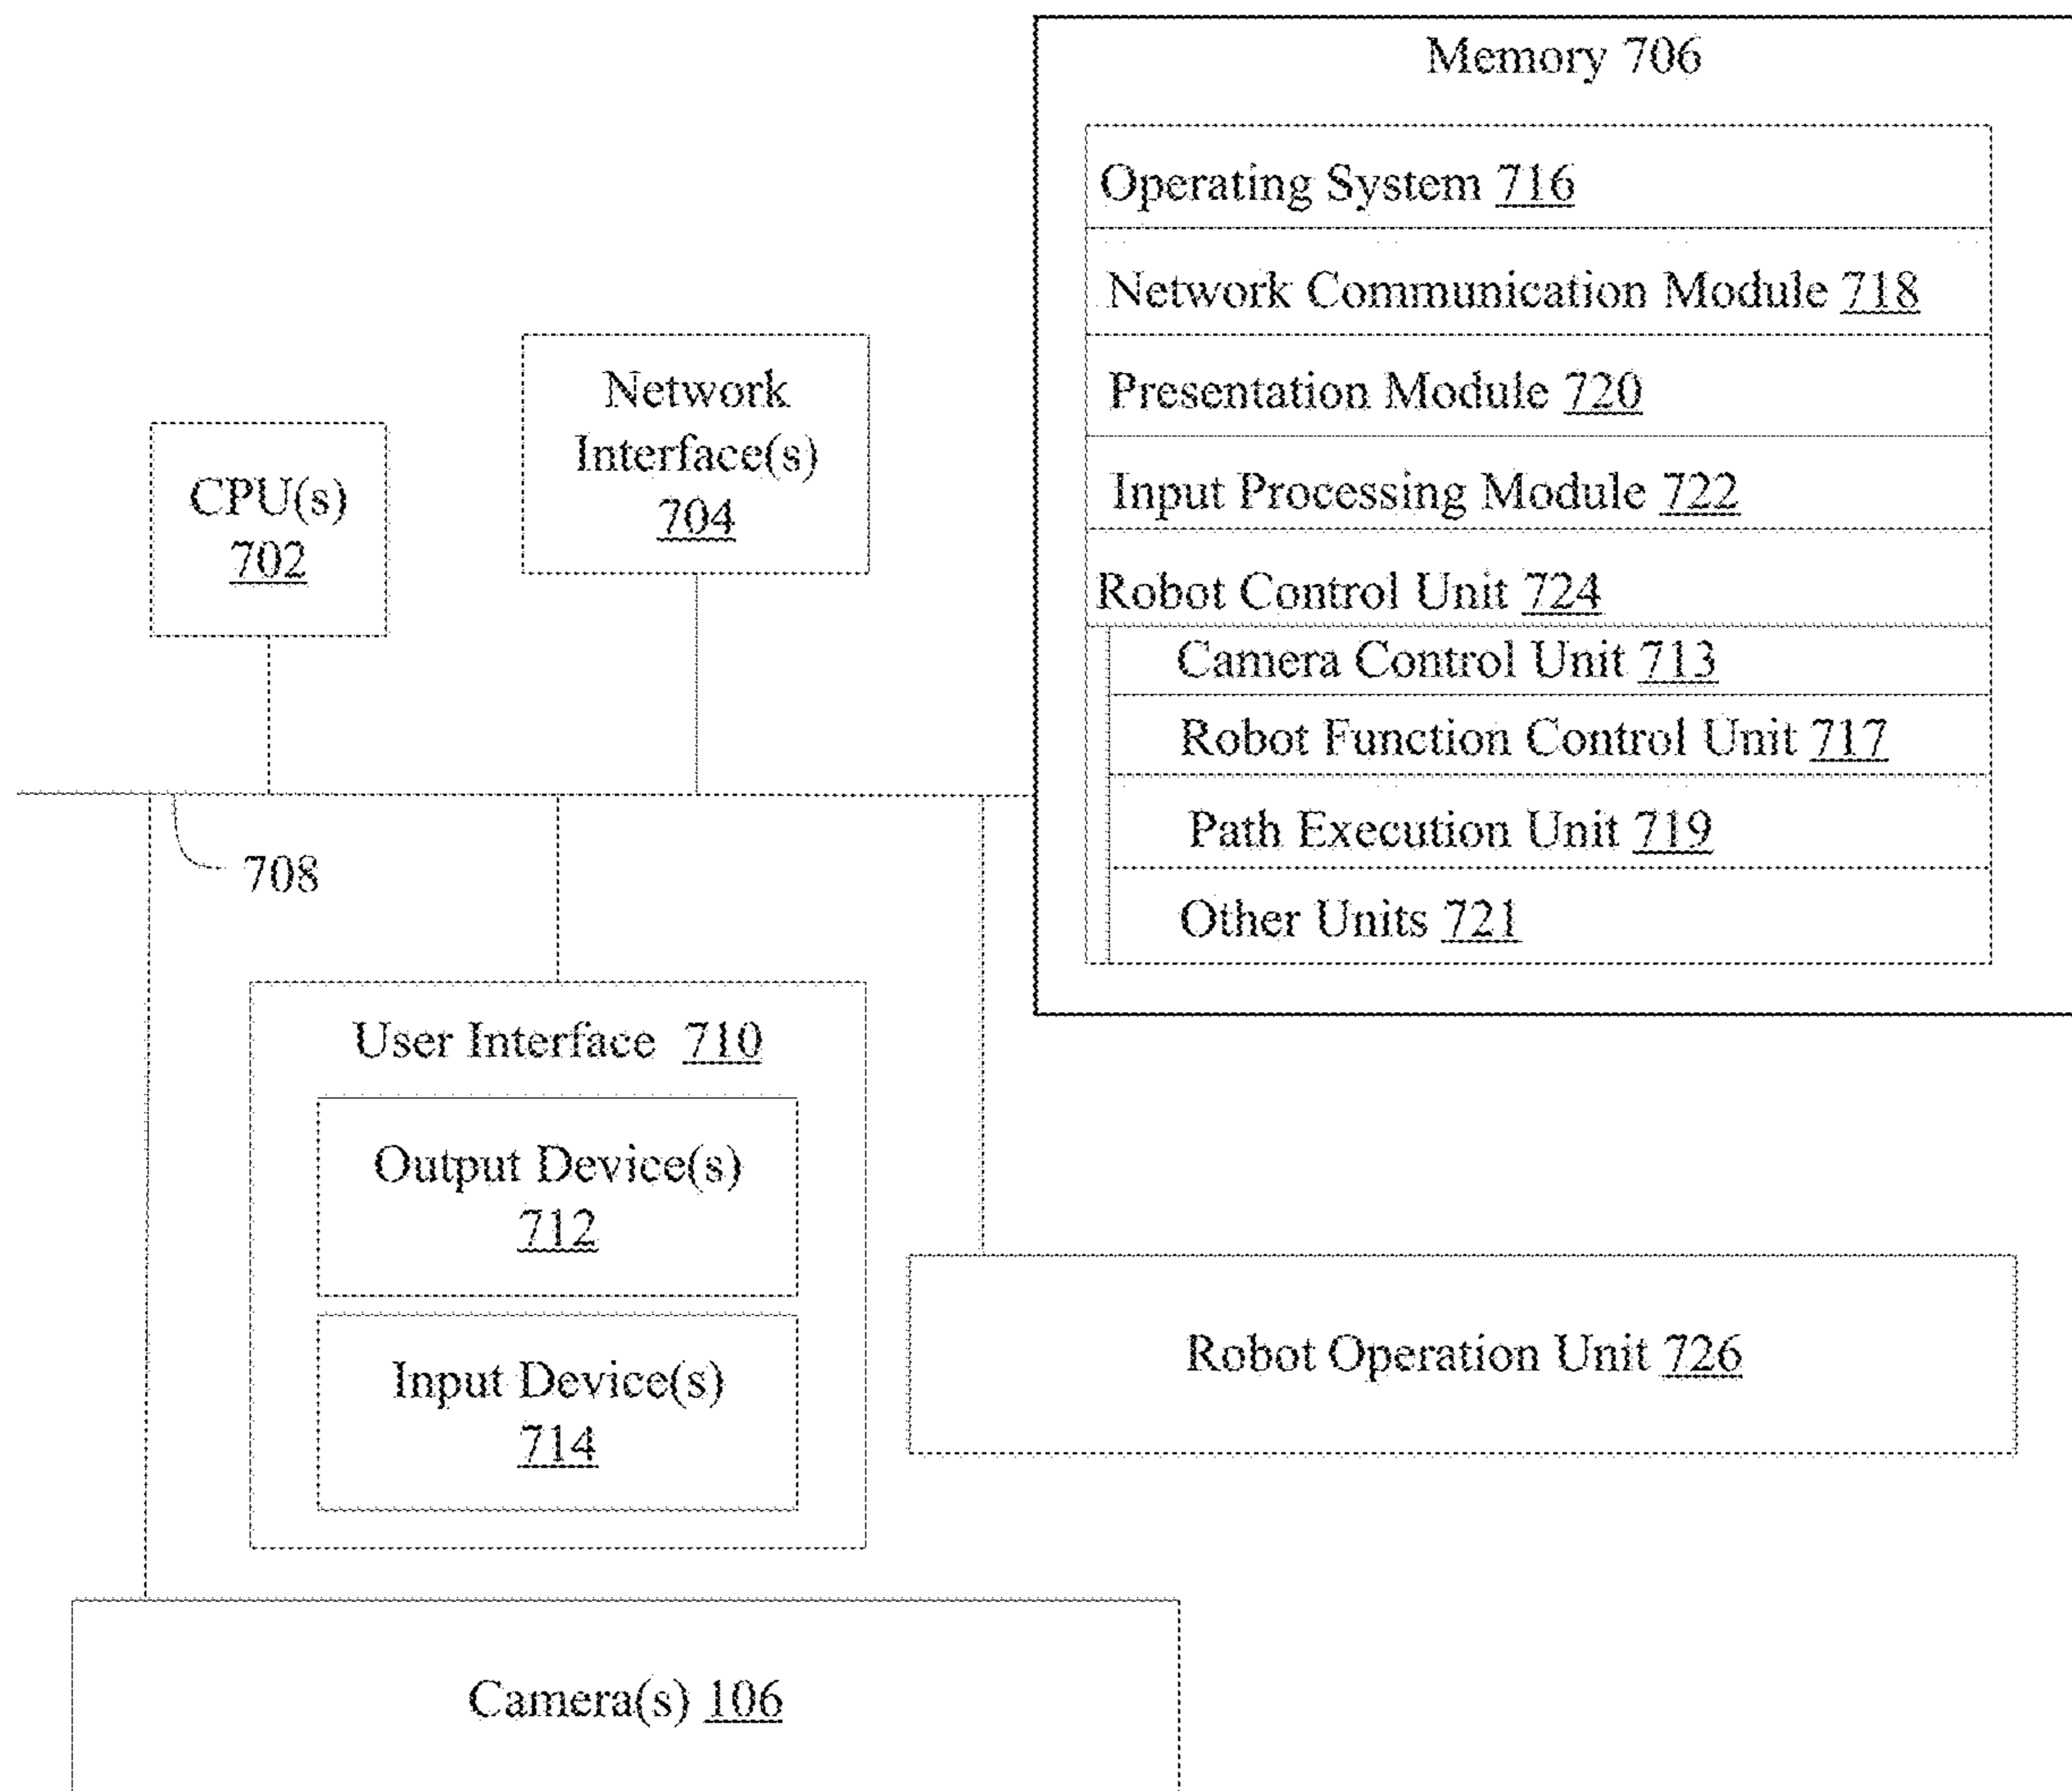 Memory 706
Operating System 716
Network Communication Module 718
Presentation Module 720
Input Processing Module 722
Robot Control Unit 724
Camera Control Unit 713
Robot Function Control Unit 717
Path Execution Unit 719
Other Units 721
Network
Interface(s)
704
CPU(s)
702
708
User Interface 710
Output Device(s)
712
Input Device(s)
714
Robot Operation Unit 726
Camera(s) 106